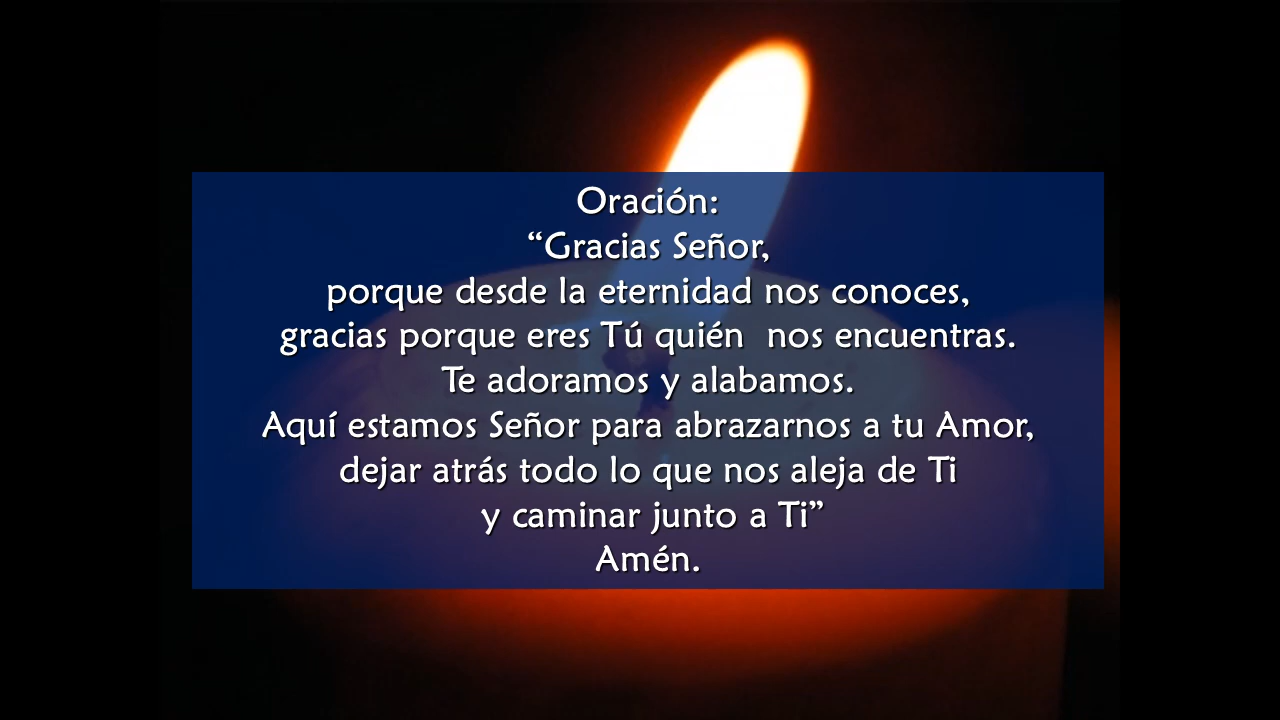 Oración:
“Gracias Señor,
porque desde la eternidad nos conoces,
gracias porque eres Tú quién  nos encuentras.
Te adoramos y alabamos.
Aquí estamos Señor para abrazarnos a tu Amor,
dejar atrás todo lo que nos aleja de Ti
y caminar junto a Ti”
Amén.